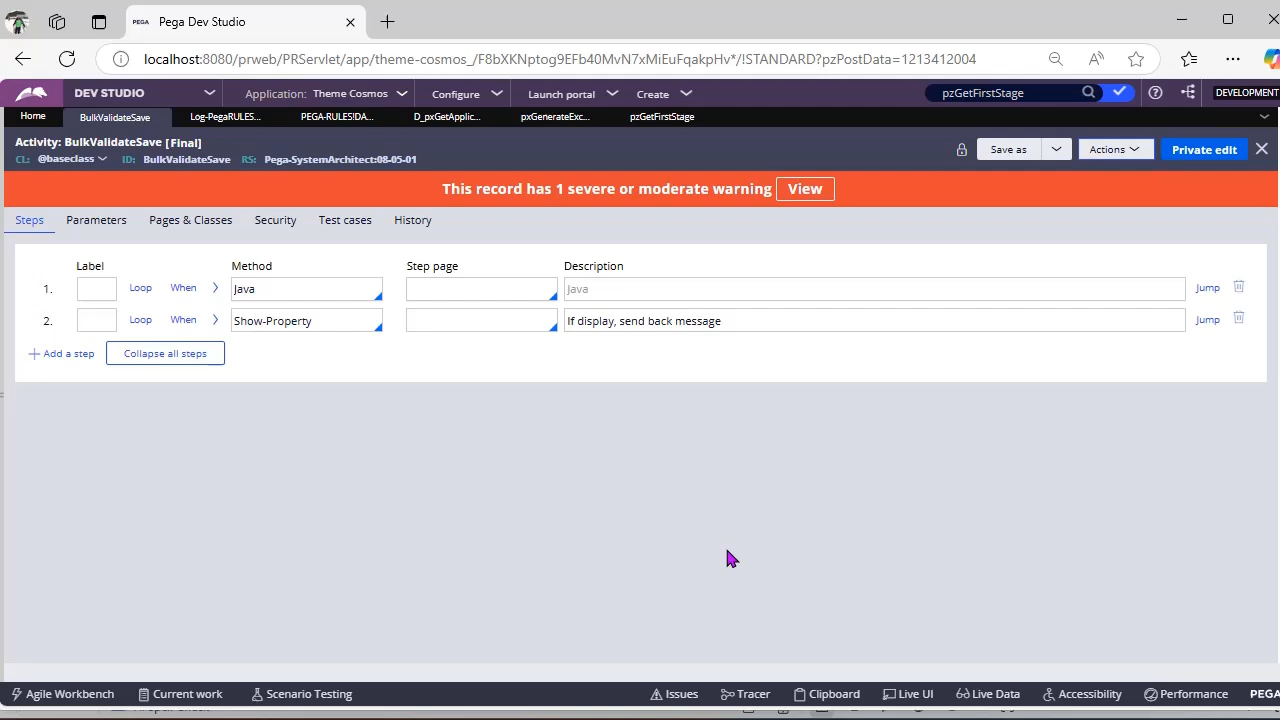 PEGA Pega Dev Studio
localhost:8080/prweb/PRServlet/app/theme-cosmos_/F8bXKNptog9EFb40MvN7xMiEuFqakpHv*/!STANDARD?pzPostData=1213412004
DEV STUDIO Application: Theme Cosmos Configure Launch portal Create pzGetFirstStage DEVELOPMENT
Home BulkValidateSave Log-PegaRULES... PEGA-RULES!DA... D_pxGetApplic... pxGenerateExc... pzGetFirstStage
Activity: BulkValidateSave [Final]
CL: @baseclass ID: BulkValidateSave RS: Pega-SystemArchitect:08-05-01
Save as Actions Private edit
This record has 1 severe or moderate warning View
Steps Parameters Pages & Classes Security Test cases History
Label Method Step page Description
1. Loop When Java Java Jump
2. Loop When Show-Property If display, send back message Jump
Add a step Collapse all steps
Agile Workbench Current work Scenario Testing Issues Tracer Clipboard Live UI Live Data Accessibility Performance PEGA